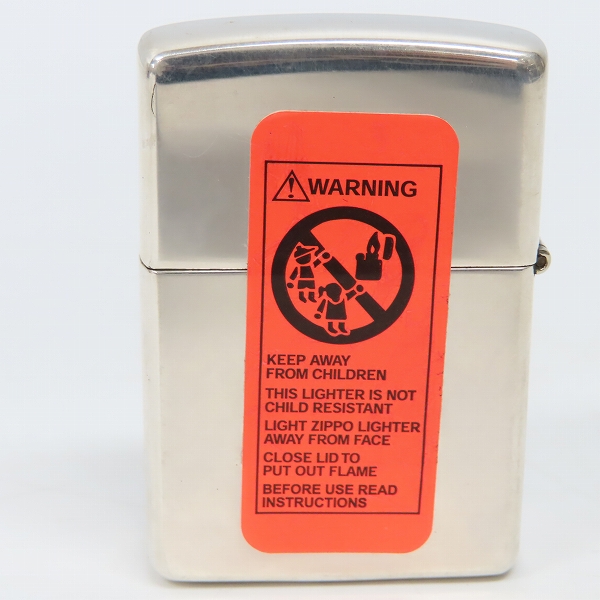 WARNING
KEEP AWAY
FROM CHILDREN
THIS LIGHTER IS NOT
CHILD RESISTANT
LIGHT ZIPPO LIGHTER
AWAY FROM FACE
CLOSE LID TO
PUT OUT FLAME
BEFORE USE READ
INSTRUCTIONS